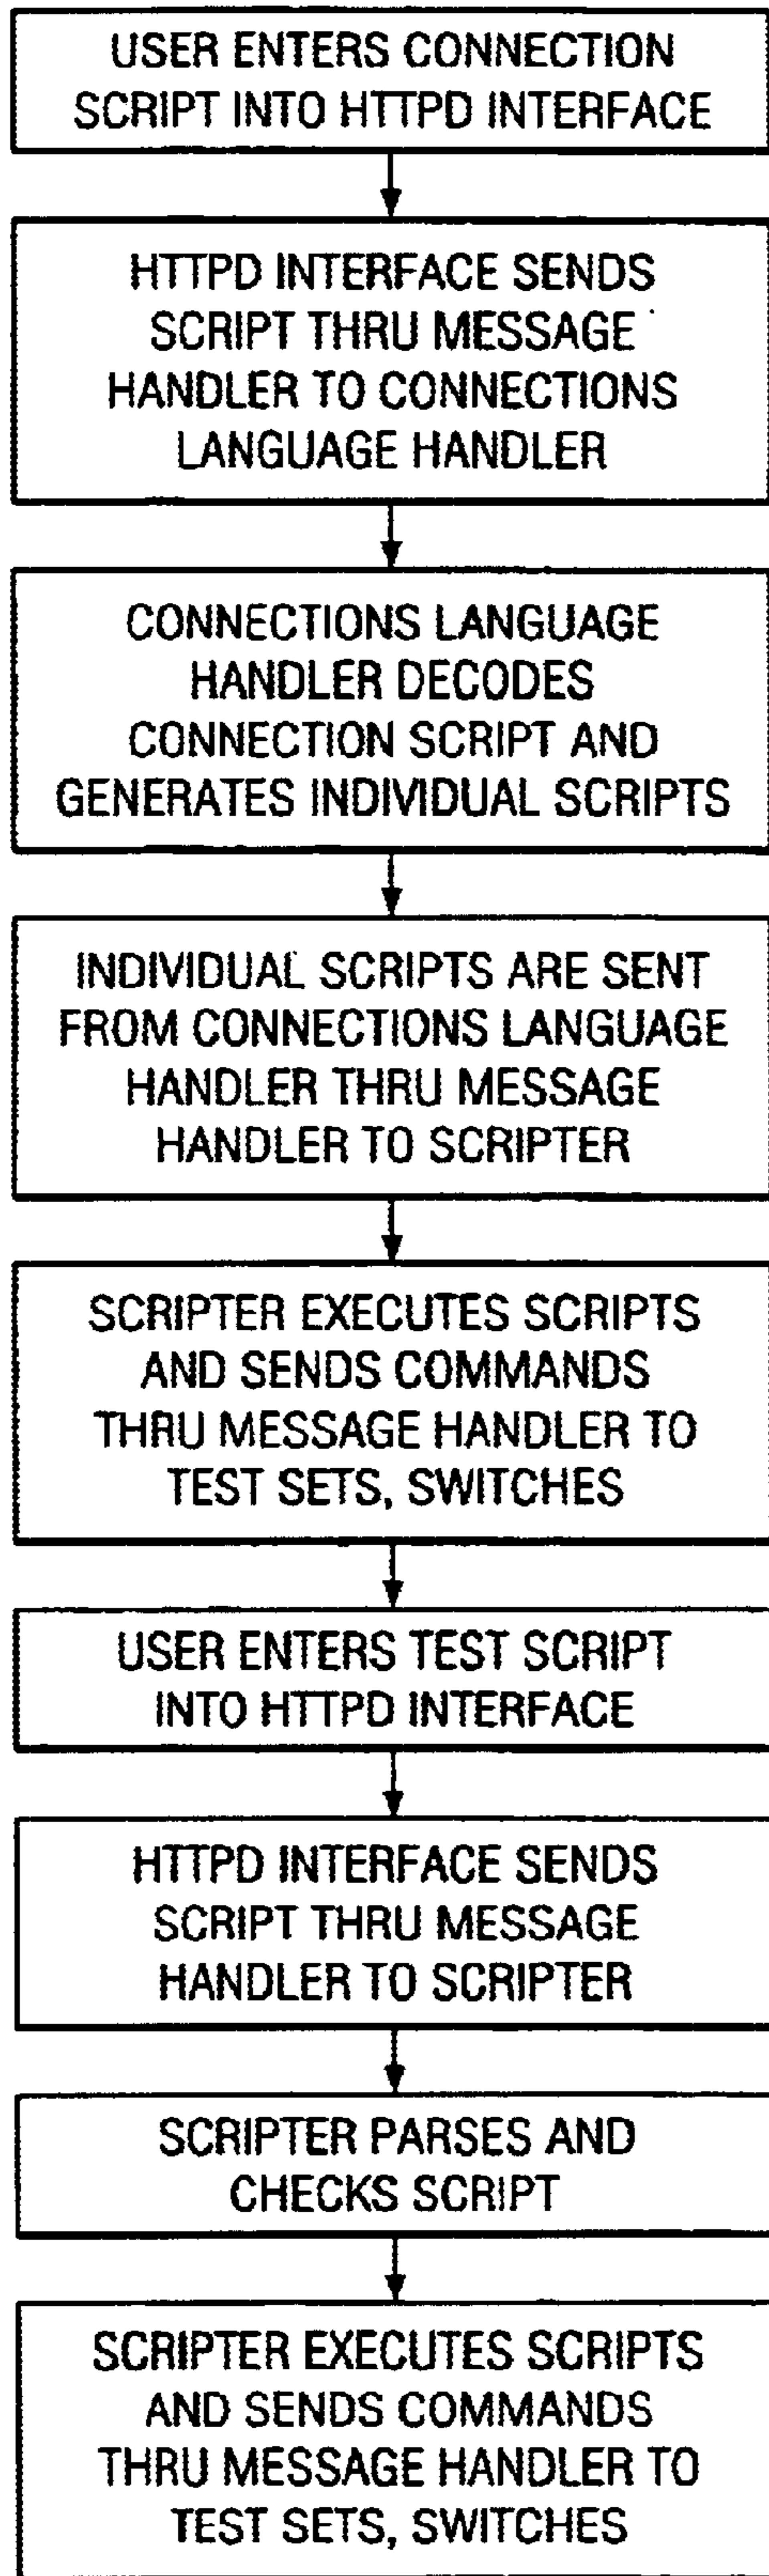 USER ENTERS CONNECTION
SCRIPT INTO HTTPD INTERFACE
HTTPD INTERFACE SENDS
SCRIPT THRU MESSAGE
HANDLER TO CONNECTIONS
LANGUAGE HANDLER
CONNECTIONS LANGUAGE
HANDLER DECODES
CONNECTION SCRIPT AND
GENERATES INDIVIDUAL SCRIPTS
INDIVIDUAL SCRIPTS ARE SENT
FROM CONNECTIONS LANGUAGE
HANDLER THRU MESSAGE
HANDLER TO SCRIPTER
SCRIPTER EXECUTES SCRIPTS
AND SENDS COMMANDS
THRU MESSAGE HANDLER TO
TEST SETS, SWITCHES
USER ENTERS TEST SCRIPT
INTO HTTPD INTERFACE
HTTPD INTERFACE SENDS
SCRIPT THRU MESSAGE
HANDLER TO SCRIPTER
SCRIPTER PARSES AND
CHECKS SCRIPT
SCRIPTER EXECUTES SCRIPTS
AND SENDS COMMANDS
THRU MESSAGE HANDLER TO
TEST SETS, SWITCHES